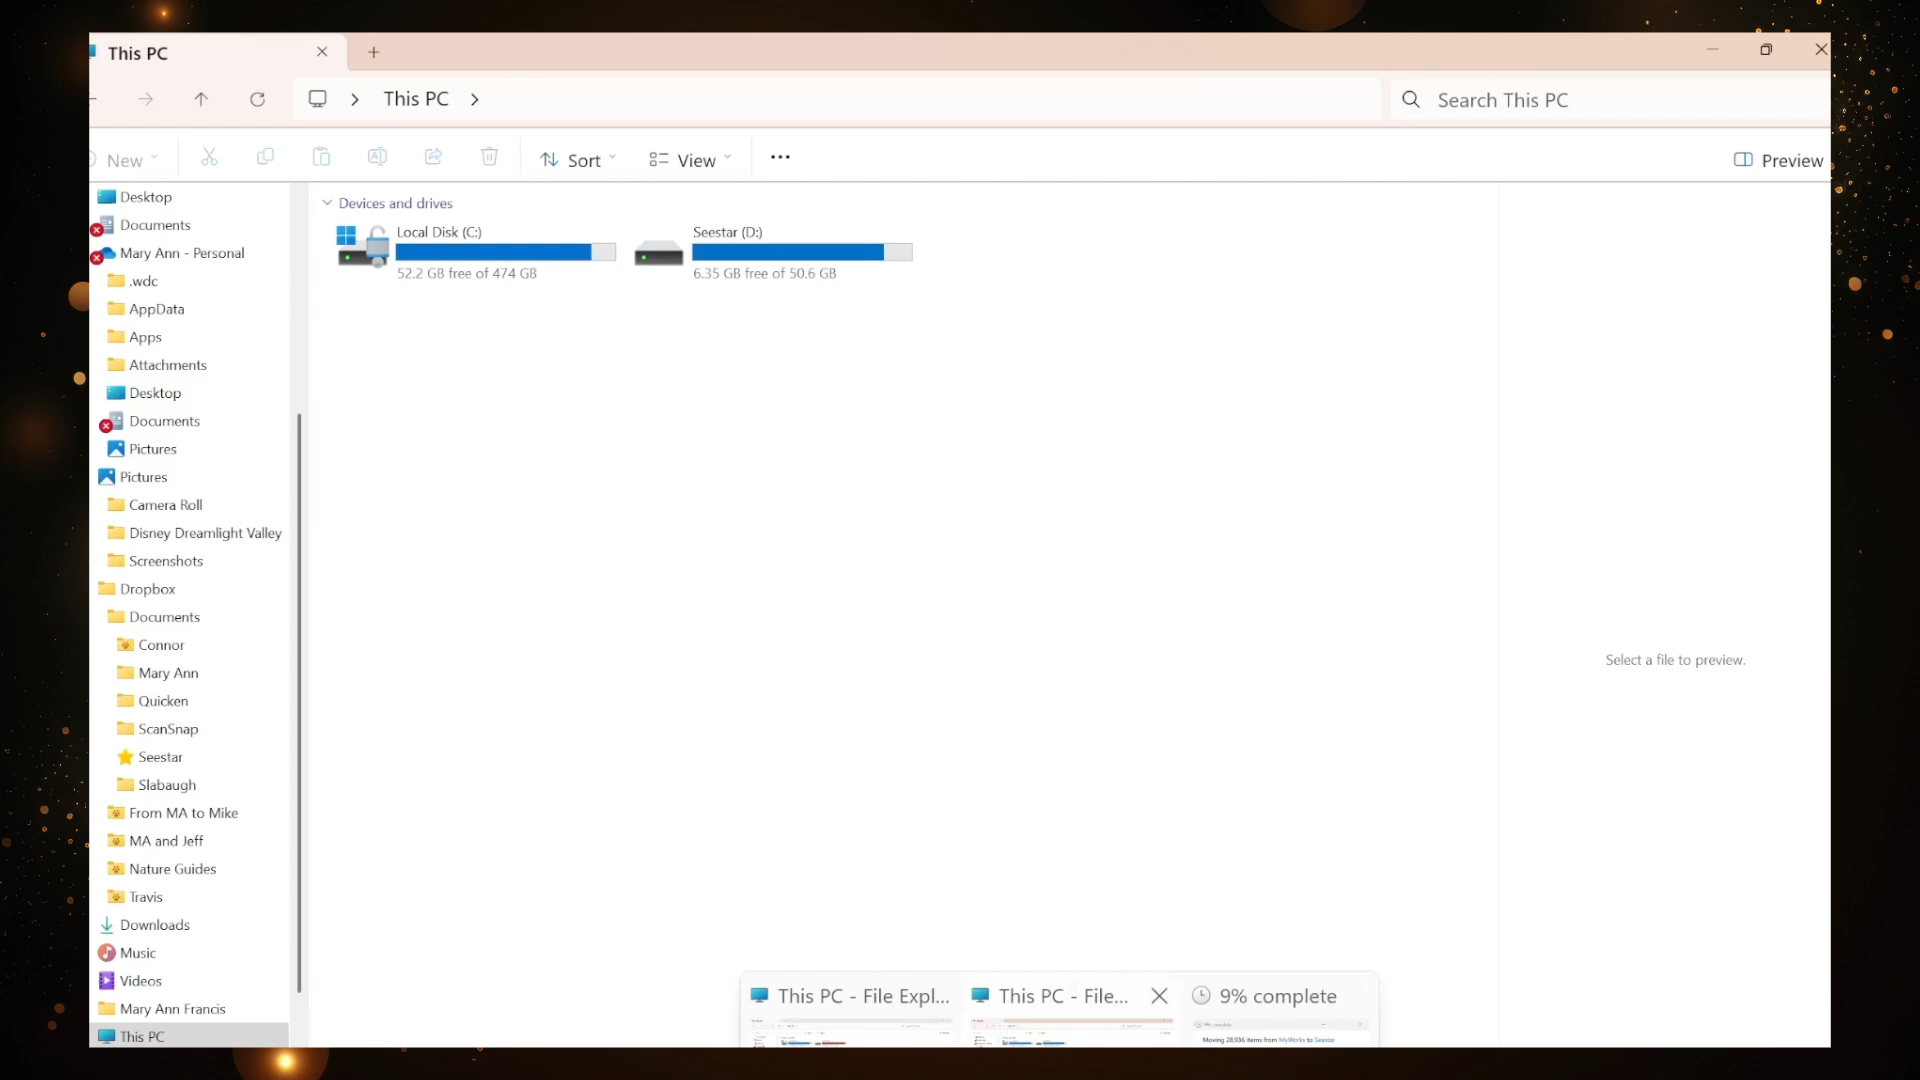 This PC
This PC
Search This PC
New
Sort
View
Preview
Desktop
Documents
Mary Ann - Personal
.wdc
AppData
Apps
Attachments
Desktop
Documents
Pictures
Pictures
Camera Roll
Disney Dreamlight Valley
Screenshots
Dropbox
Documents
Connor
Mary Ann
Quicken
ScanSnap
Seestar
Slabaugh
From MA to Mike
MA and Jeff
Nature Guides
Travis
Downloads
Music
Videos
Mary Ann Francis
This PC
Devices and drives
Local Disk (C:)
52.2 GB free of 474 GB
Seestar (D:)
6.35 GB free of 50.6 GB
Select a file to preview.
This PC - File Expl...
This PC - File...
9% complete
9% complete
Moving 28,936 items from MyWorks to Seestar